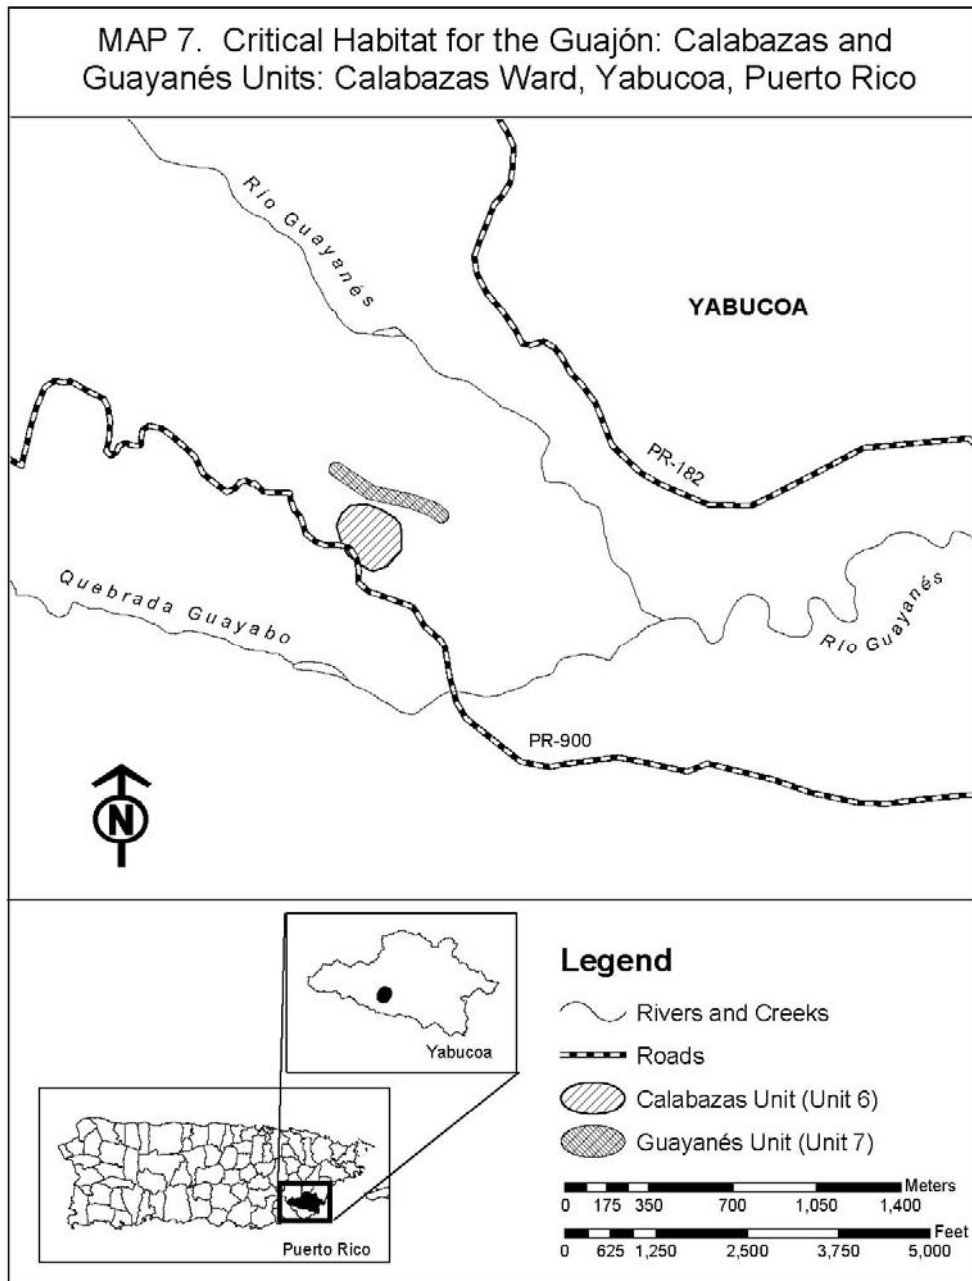 MAP 7. Critical Habitat for the Guajón: Calabazas and
Guayanés Units: Calabazas Ward, Yabucoa, Puerto Rico
Río Guayanés
YABUCOA
PR-182
Quebrada Guayabo
Río Guayanés
PR-900
N
Yabucoa
Puerto Rico
Legend
Rivers and Creeks
Roads
Calabazas Unit (Unit 6)
Guayanés Unit (Unit 7)
Meters
0 175 350 700 1,050 1,400
Feet
0 625 1,250 2,500 3,750 5,000